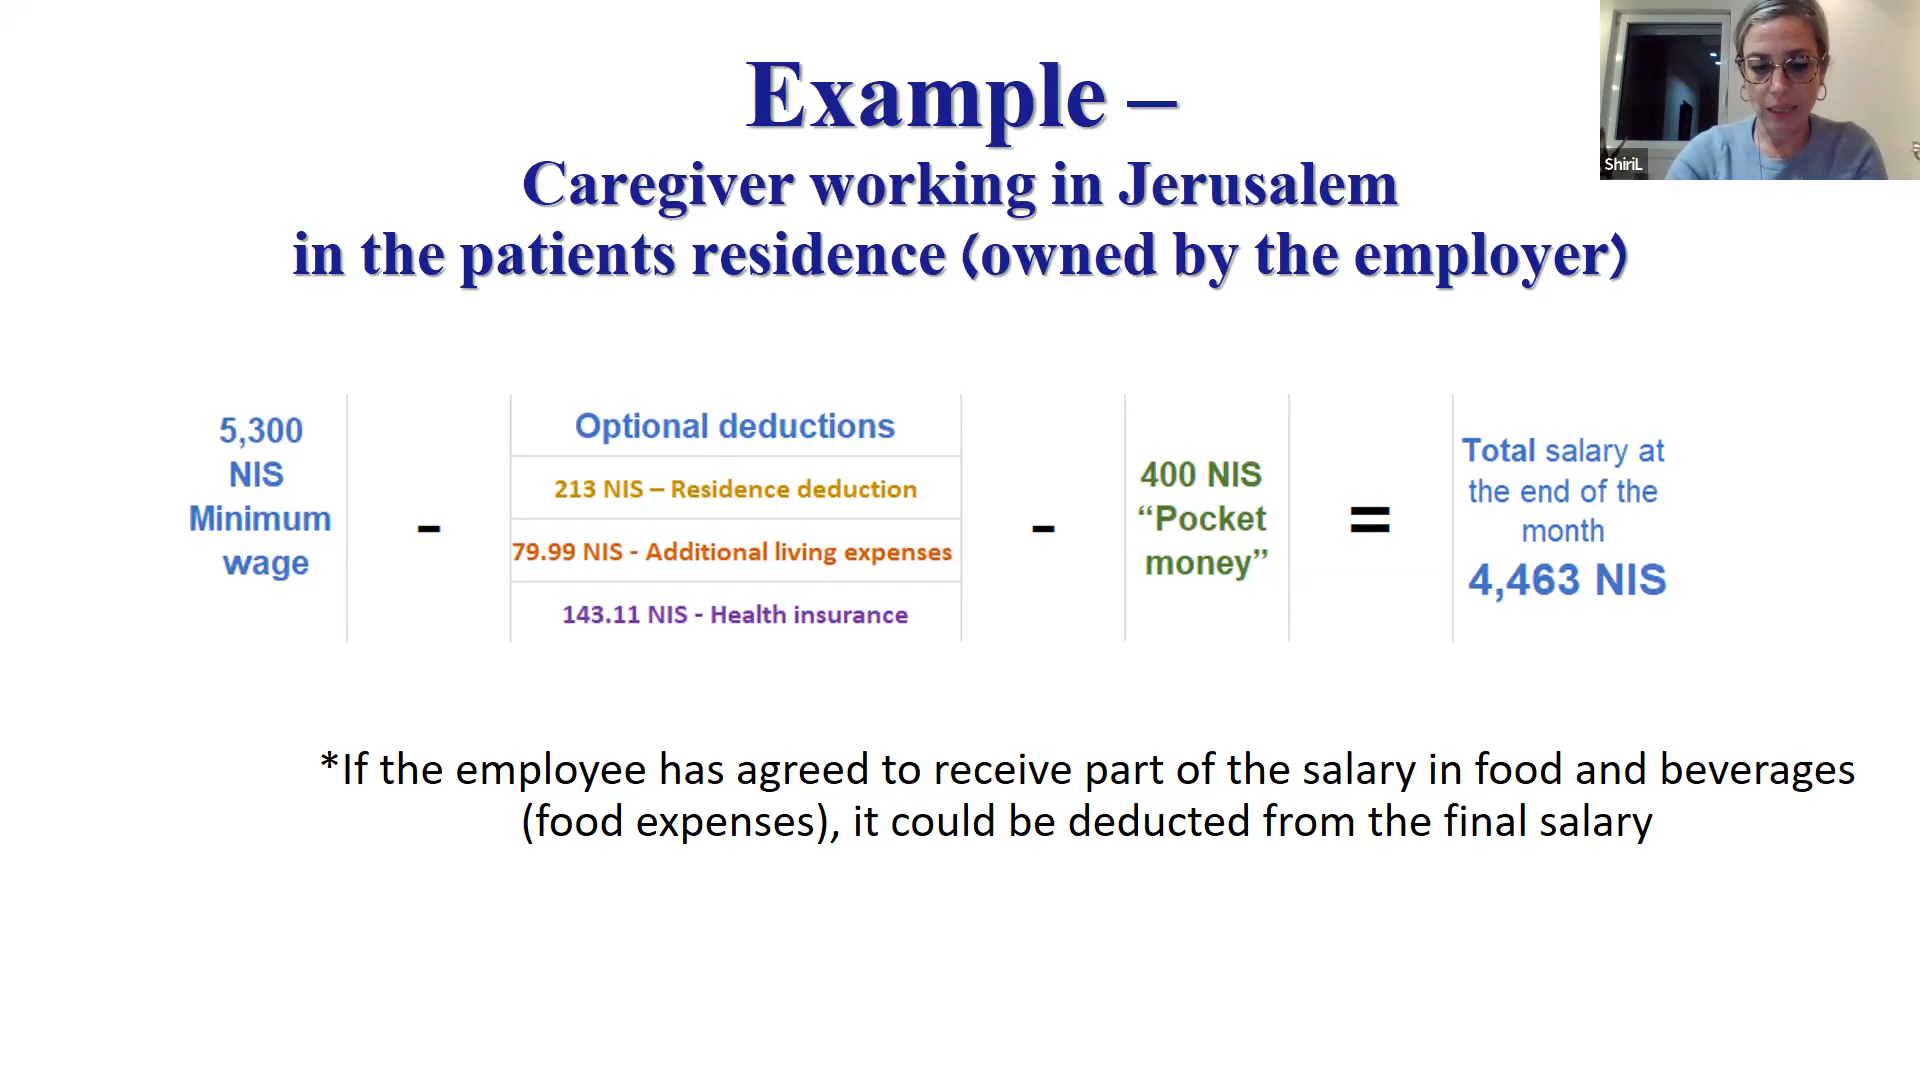 Example –
Caregiver working in Jerusalem
in the patients residence (owned by the employer)
ShiriL
5,300
NIS
Minimum
wage
-
Optional deductions
213 NIS – Residence deduction
79.99 NIS - Additional living expenses
143.11 NIS - Health insurance
-
400 NIS
“Pocket
money”
=
Total salary at
the end of the
month
4,463 NIS
*If the employee has agreed to receive part of the salary in food and beverages
(food expenses), it could be deducted from the final salary